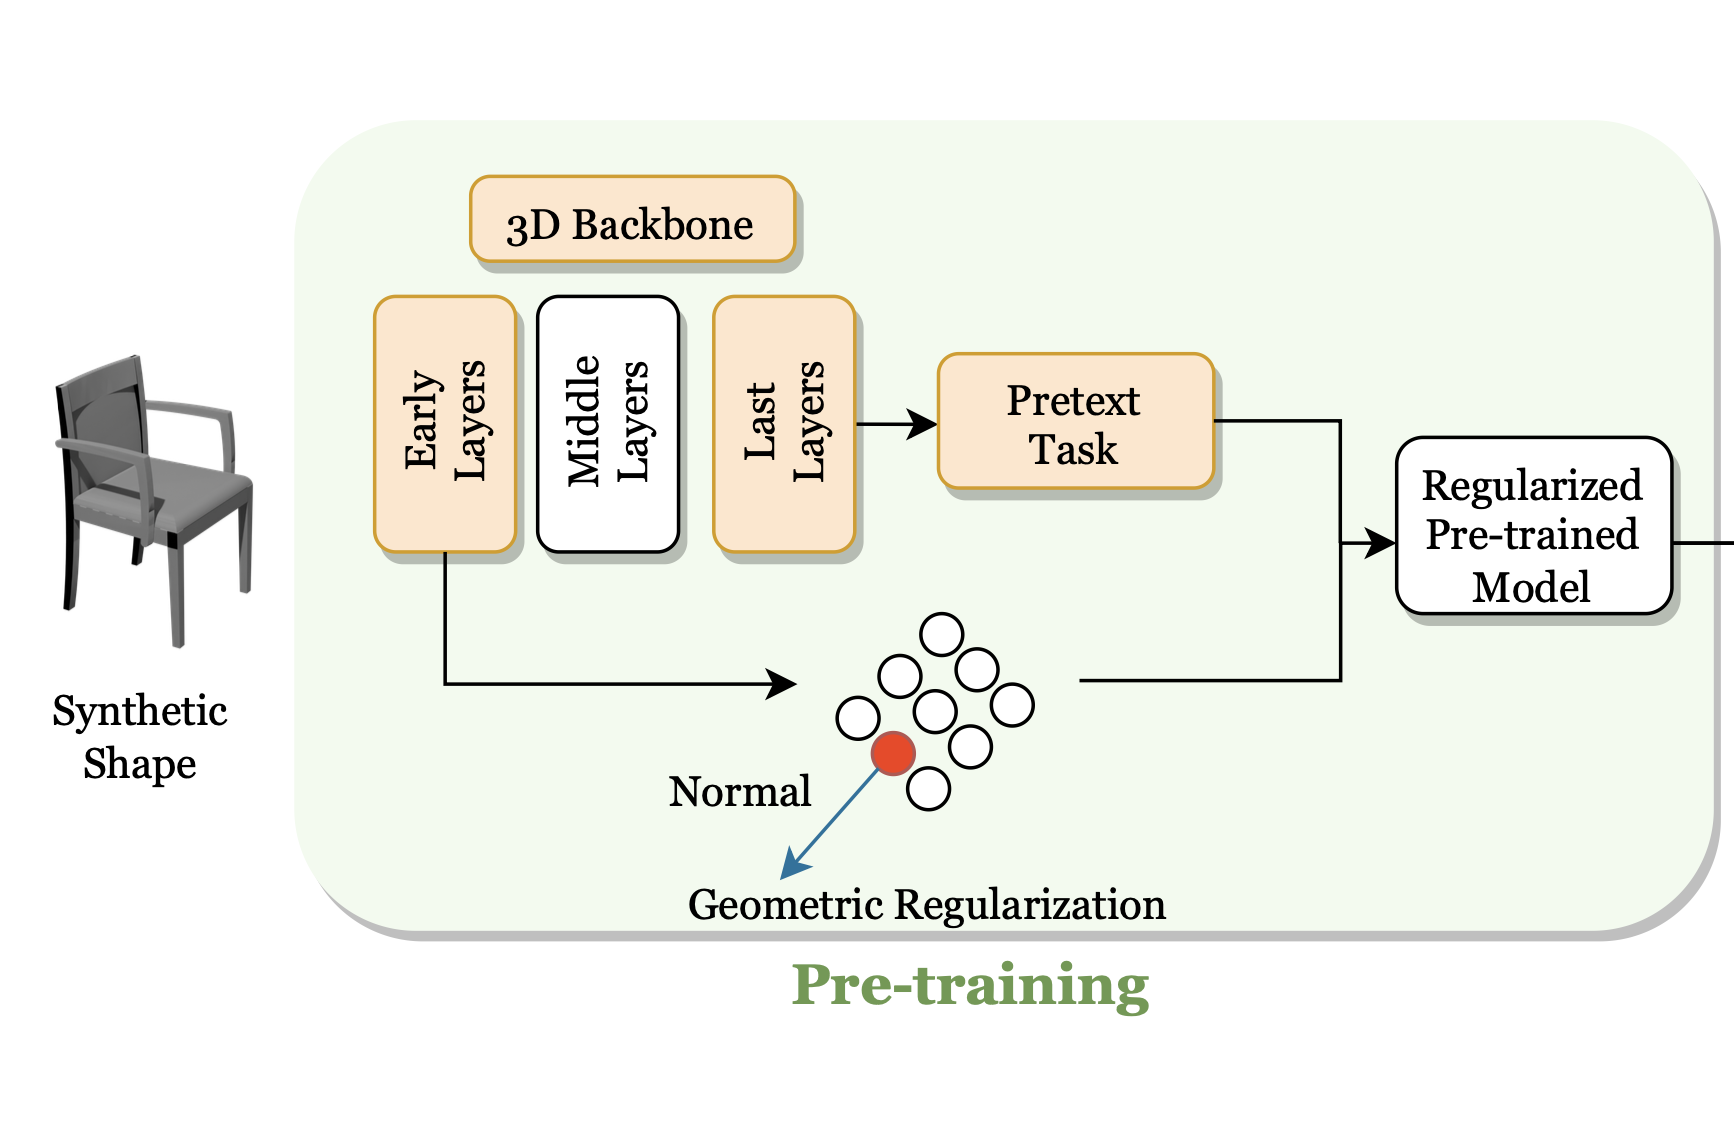 3D Backbone
Early
Layers
Middle
Layers
Last
Layers
Pretext
Task
Regularized
Pre-trained
Model
Synthetic
Shape
Normal
Geometric Regularization
Pre-training